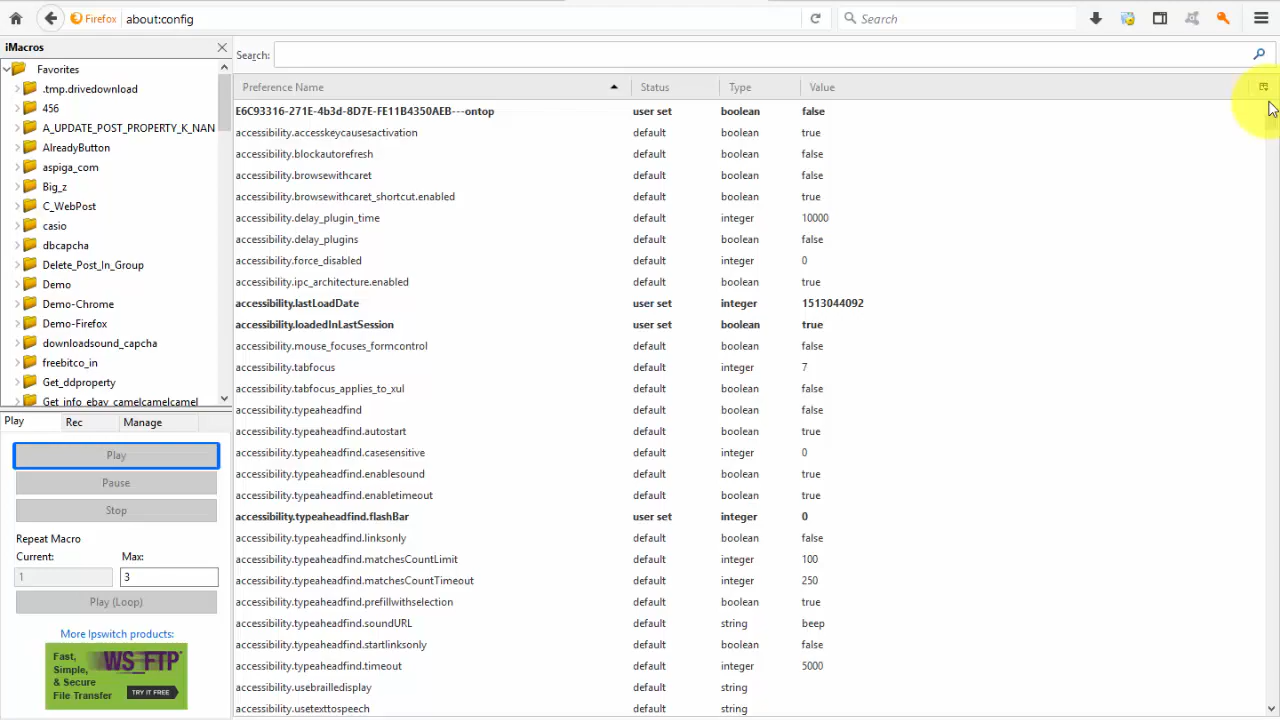 Firefox about:config Search
iMacros
Favorites
.tmp.drivedownload
456
A_UPDATE_POST_PROPERTY_K_NAN
AlreadyButton
aspiga_com
Big_z
C_WebPost
casio
dbcapcha
Delete_Post_In_Group
Demo
Demo-Chrome
Demo-Firefox
downloadsound_capcha
freebitco_in
Get_ddproperty
Get_info_ebay_camelcamelcamel
Play Rec Manage
Play
Pause
Stop
Repeat Macro
Current: Max:
1 3
Play (Loop)
More Ipswitch products:
Fast,
Simple,
& Secure
File Transfer
WS_FTP
TRY IT FREE
Search:
Preference Name Status Type Value
E6C93316-271E-4b3d-8D7E-FE11B4350AEB---ontop user set boolean false
accessibility.accesskeycausesactivation default boolean true
accessibility.blockautorefresh default boolean false
accessibility.browsewithcaret default boolean false
accessibility.browsewithcaret_shortcut.enabled default boolean true
accessibility.delay_plugin_time default integer 10000
accessibility.delay_plugins default boolean false
accessibility.force_disabled default integer 0
accessibility.ipc_architecture.enabled default boolean true
accessibility.lastLoadDate user set integer 1513044092
accessibility.loadedInLastSession user set boolean true
accessibility.mouse_focuses_formcontrol default boolean false
accessibility.tabfocus default integer 7
accessibility.tabfocus_applies_to_xul default boolean false
accessibility.typeaheadfind default boolean false
accessibility.typeaheadfind.autostart default boolean true
accessibility.typeaheadfind.casesensitive default integer 0
accessibility.typeaheadfind.enablesound default boolean true
accessibility.typeaheadfind.enabletimeout default boolean true
accessibility.typeaheadfind.flashBar user set integer 0
accessibility.typeaheadfind.linksonly default boolean false
accessibility.typeaheadfind.matchesCountLimit default integer 100
accessibility.typeaheadfind.matchesCountTimeout default integer 250
accessibility.typeaheadfind.prefillwithselection default boolean true
accessibility.typeaheadfind.soundURL default string beep
accessibility.typeaheadfind.startlinksonly default boolean false
accessibility.typeaheadfind.timeout default integer 5000
accessibility.usebrailledisplay default string
accessibility.usetexttospeech default string